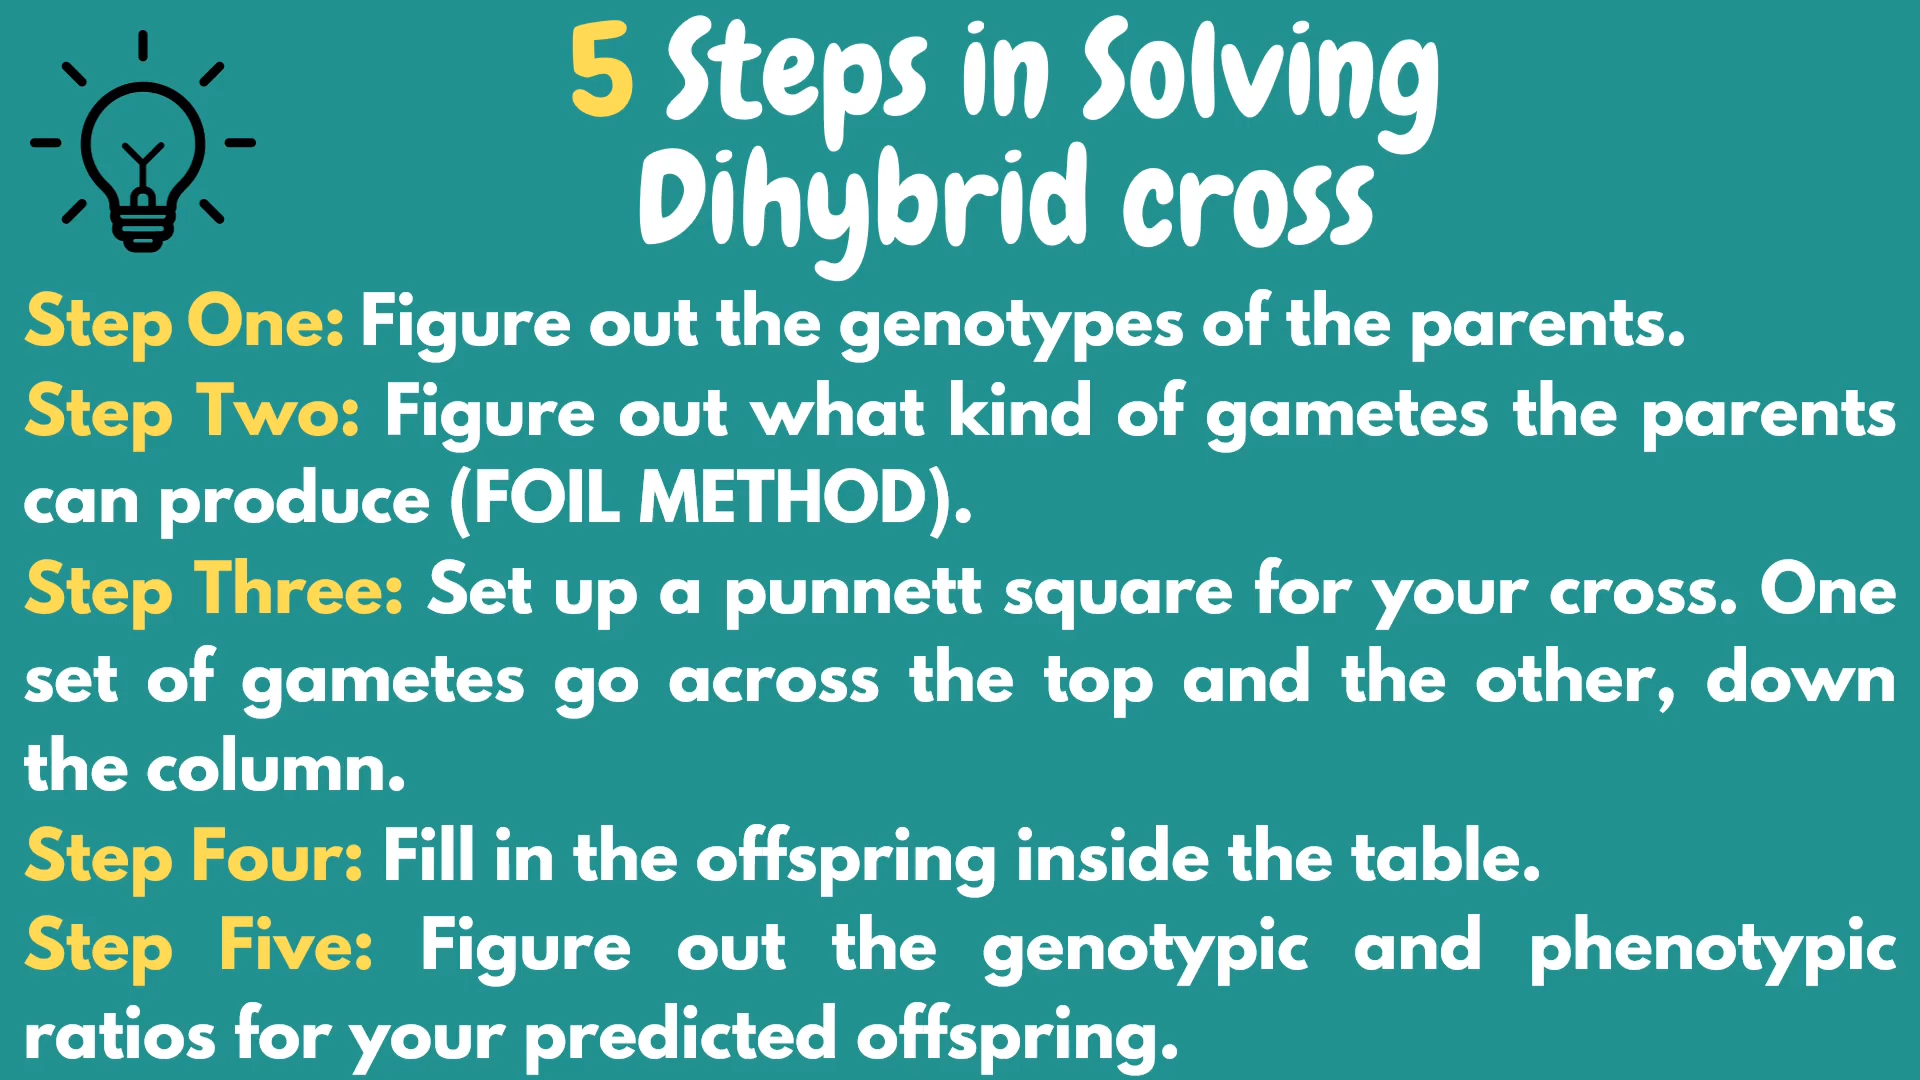 5 Steps in Solving
Dihybrid cross
Step One: Figure out the genotypes of the parents.
Step Two: Figure out what kind of gametes the parents
can produce (FOIL METHOD).
Step Three: Set up a punnett square for your cross. One
set of gametes go across the top and the other, down
the column.
Step Four: Fill in the offspring inside the table.
Step Five: Figure out the genotypic and phenotypic
ratios for your predicted offspring.